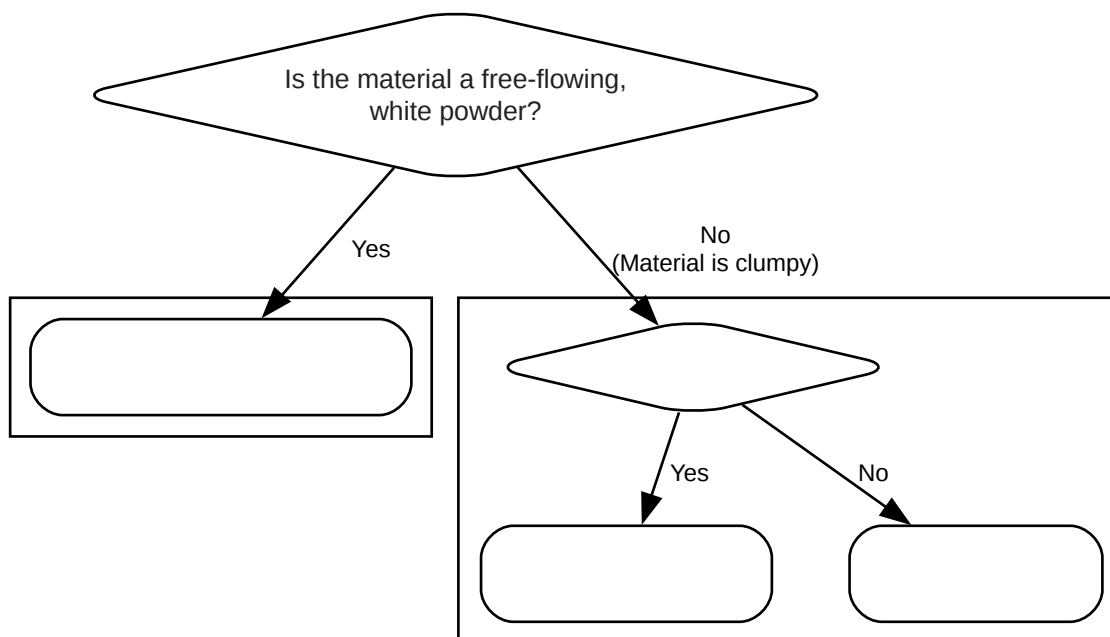 Is the material a free-flowing,
white powder?
Yes
No
(Material is clumpy)
Yes
No